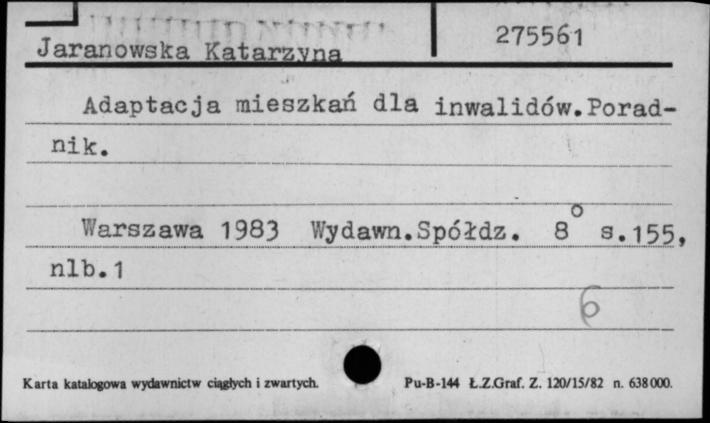 275561
Jaranowska Katarzyna
Adaptacja mieszkań dla inwalidów.Porad-
nik.
Warszawa 1983 Wydawn.Spółdz. 8° s.155,
nlb.1
6
Karta katalogowa wydawnictw ciągłych i zwartych. Pu-B-144 Ł.Z.Graf. Z. 120/15/82 n. 638000.